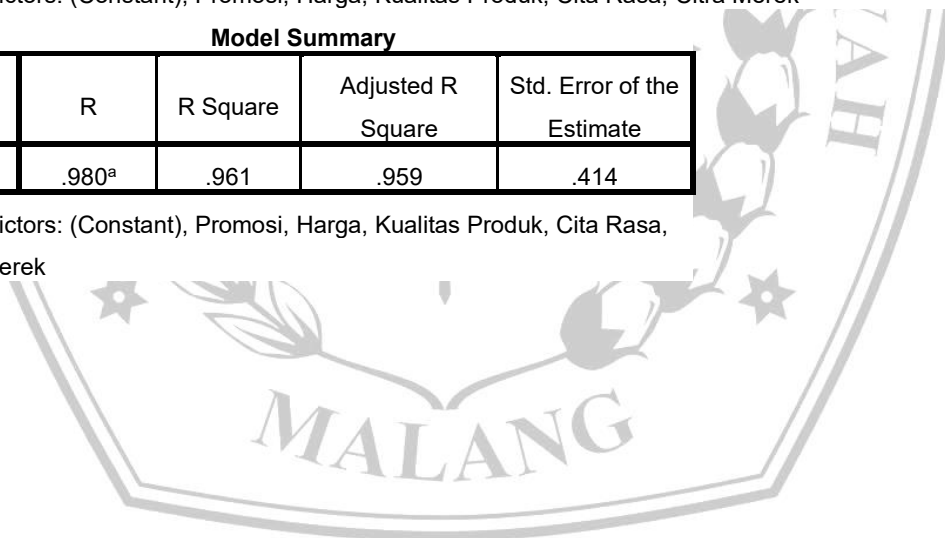 ictors: (Constant), Promosi, Harga, Kualitas Produk, Cita Rasa, Citra Merek
Model Summary
R R Square Adjusted R Square Std. Error of the Estimate
.980a .961 .959 .414
ictors: (Constant), Promosi, Harga, Kualitas Produk, Cita Rasa,
erek
MALANG